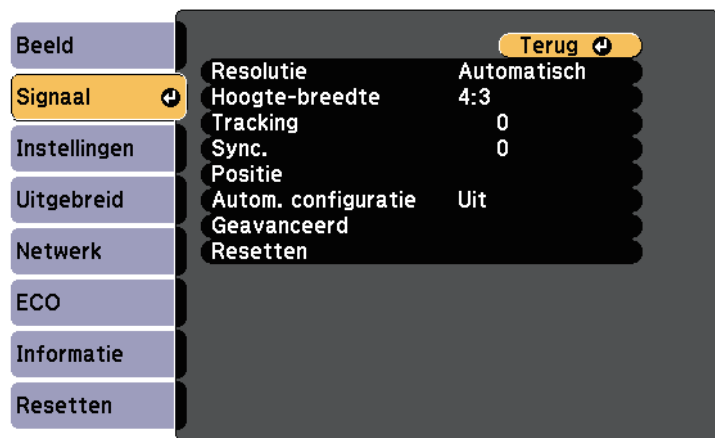 Beeld
Signaal
Instellingen
Uitgebreid
Netwerk
ECO
Informatie
Resetten
Terug
Resolutie Automatisch
Hoogte-breedte 4:3
Tracking 0
Sync. 0
Positie
Autom. configuratie Uit
Geavanceerd
Resetten